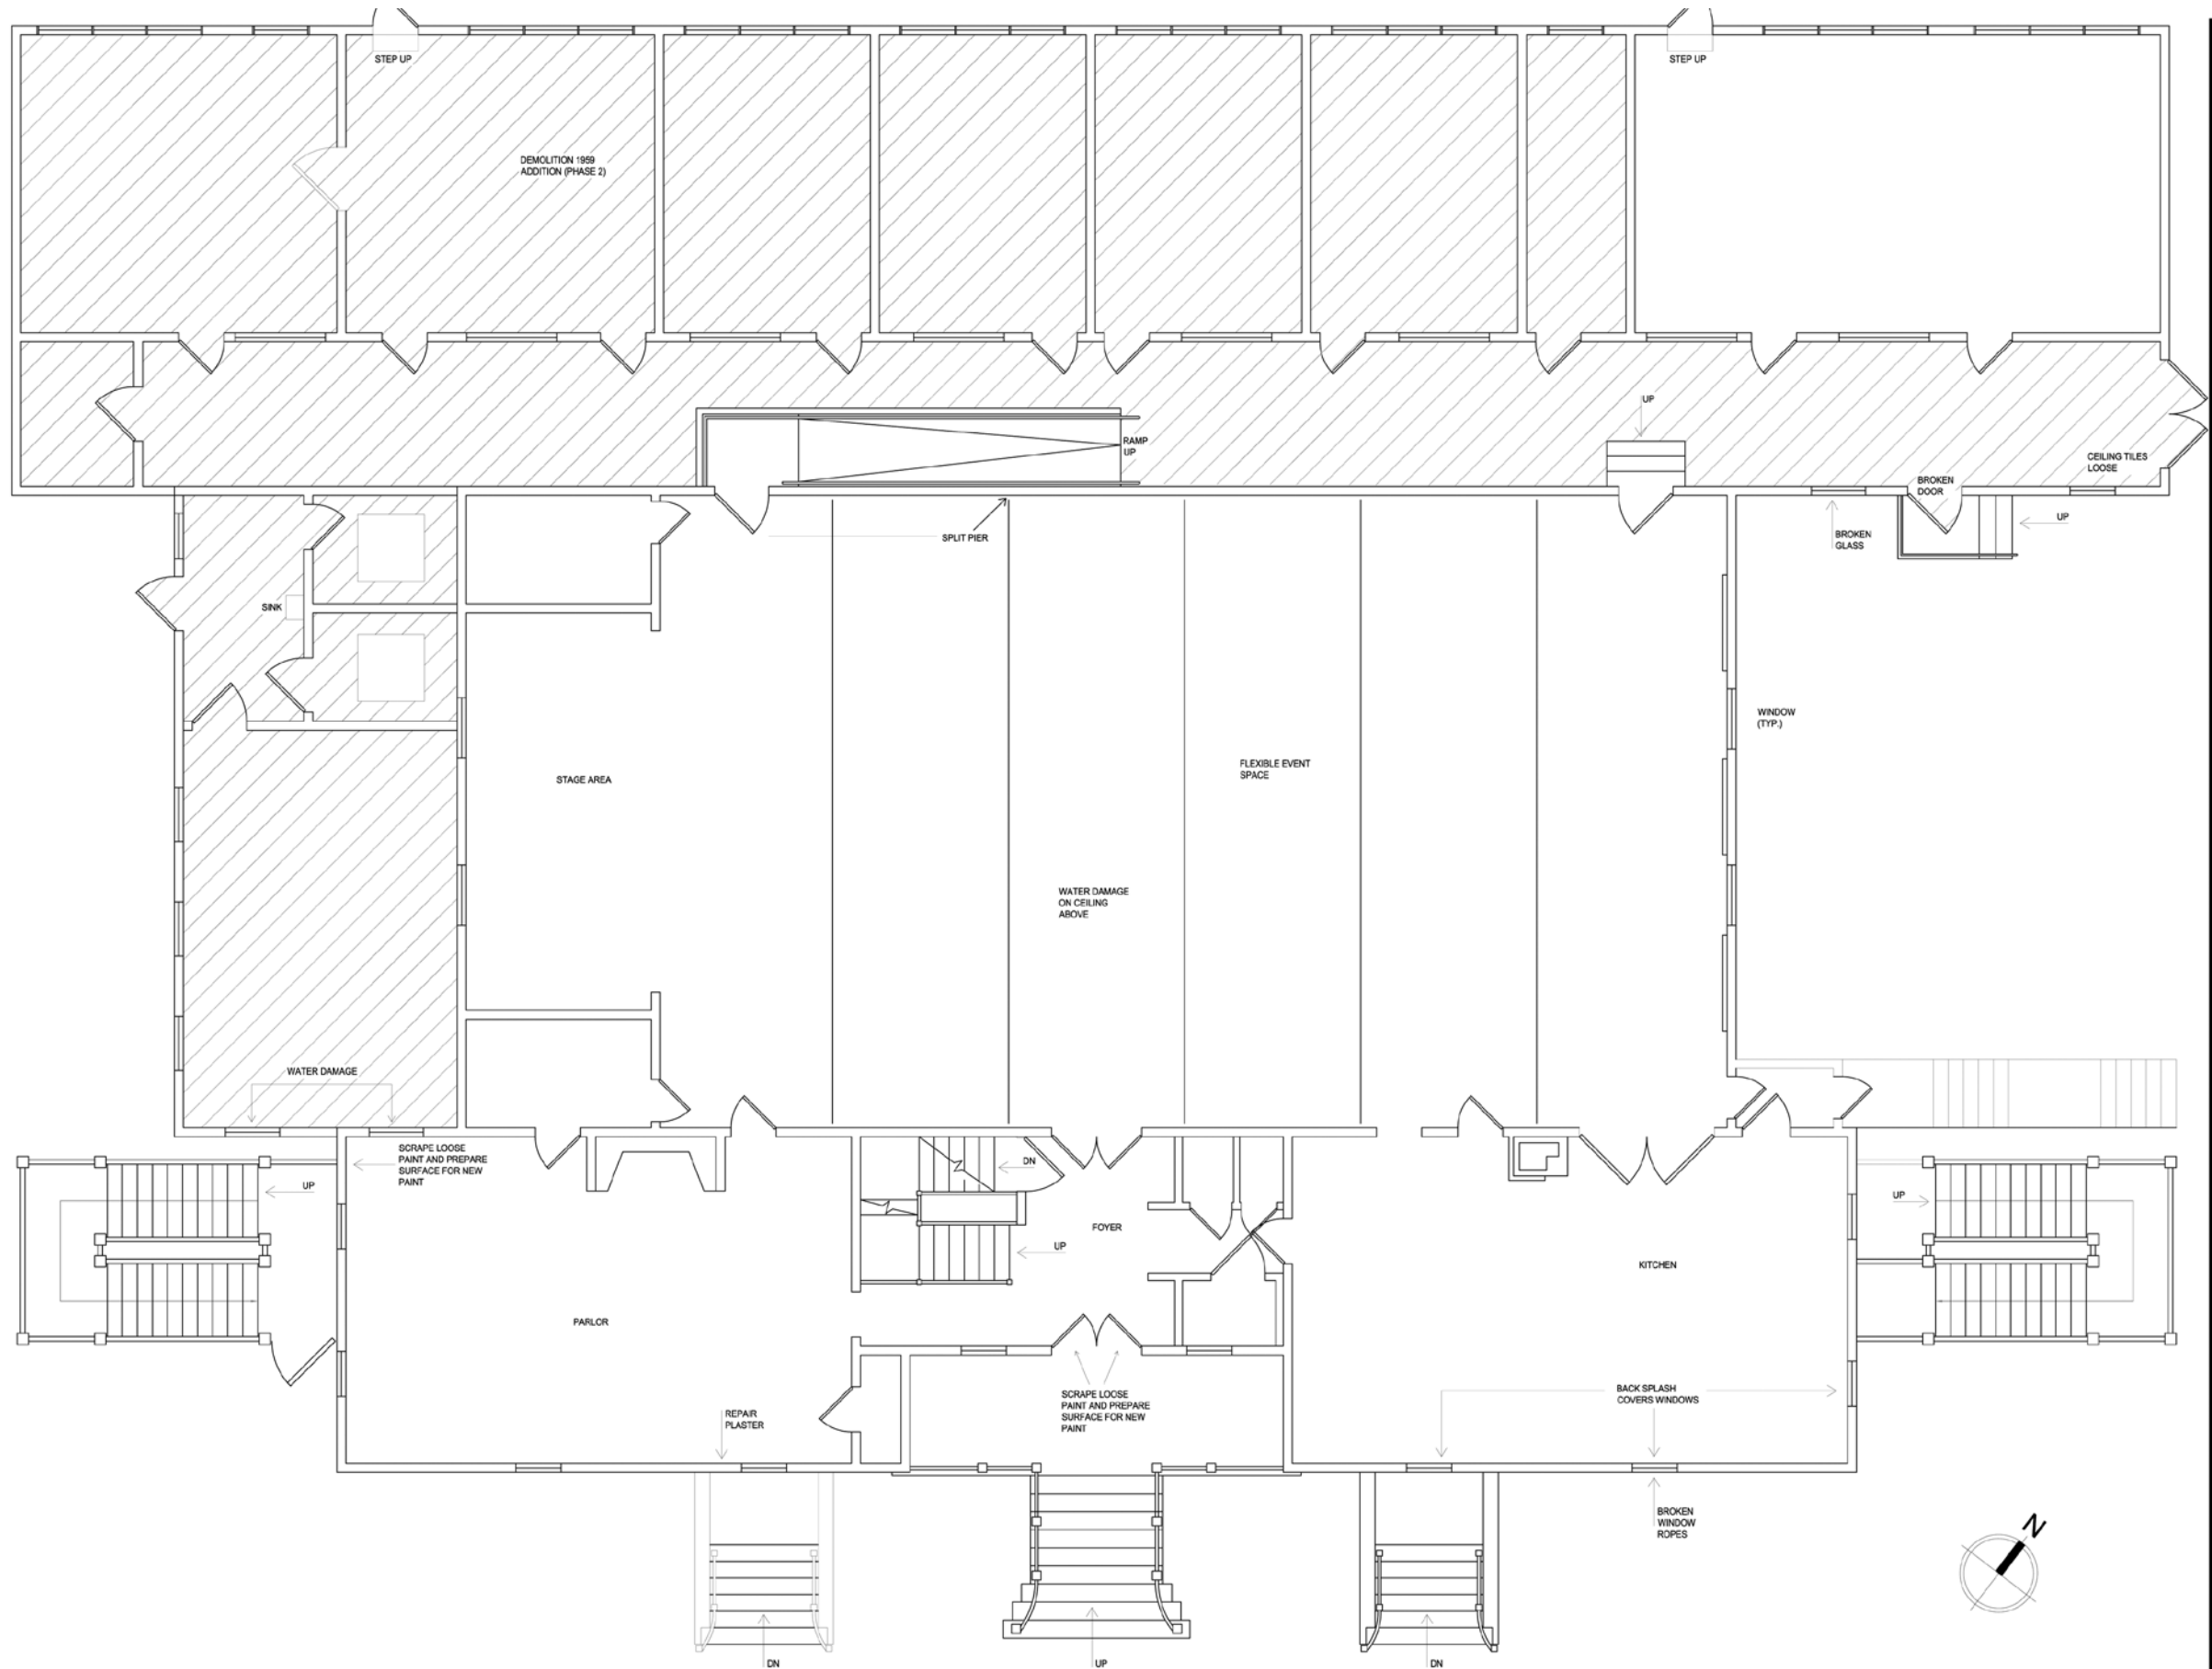 STEP UP
STEP UP
DEMOLITION 1959
ADDITION (PHASE 2)
UP
RAMP
UP
CEILING TILES
LOOSE
BROKEN
DOOR
UP
SPLIT PIER
BROKEN
GLASS
SINK
WINDOW
(TYP.)
STAGE AREA
FLEXIBLE EVENT
SPACE
WATER DAMAGE
ON CEILING
ABOVE
WATER DAMAGE
SCRAPE LOOSE
PAINT AND PREPARE
SURFACE FOR NEW
PAINT
DN
UP
UP
FOYER
UP
KITCHEN
PARLOR
SCRAPE LOOSE
PAINT AND PREPARE
SURFACE FOR NEW
PAINT
BACK SPLASH
COVERS WINDOWS
REPAIR
PLASTER
BROKEN
WINDOW
ROPES
N
DN
UP
DN